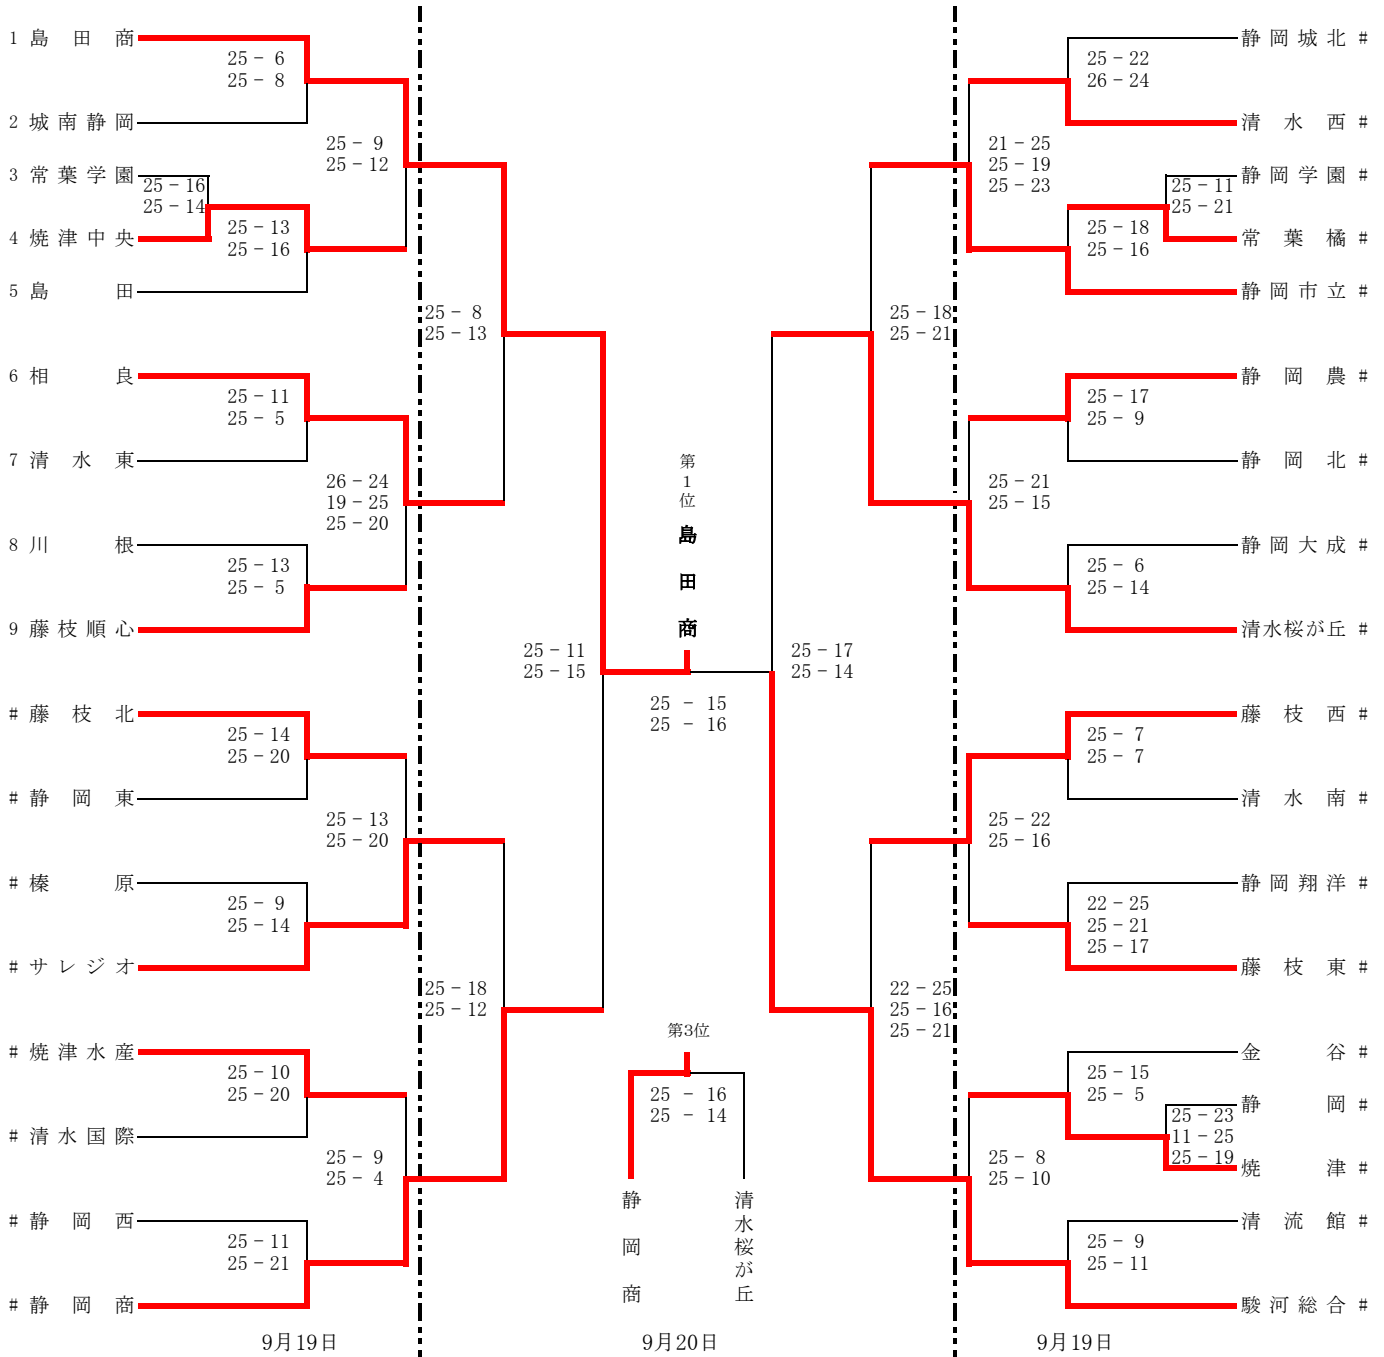 1 島田商
25 − 6
25 − 8
2 城南静岡
25 − 9
25 − 12
3 常葉学園
25 − 16
25 − 14
4 焼津中央
25 − 13
25 − 16
5 島田
25 − 8
25 − 13
6 相良
25 − 11
25 − 5
7 清水東
26 − 24
19 − 25
25 − 20
8 川根
25 − 13
25 − 5
9 藤枝順心
25 − 11
25 − 15
# 藤枝北
25 − 14
25 − 20
# 静岡東
25 − 13
25 − 20
# 榛原
25 − 9
25 − 14
# サレジオ
25 − 18
25 − 12
# 焼津水産
25 − 10
25 − 20
# 清水国際
25 − 9
25 − 4
# 静岡西
25 − 11
25 − 21
# 静岡商
9月19日
第1位
島田商
25 − 15
25 − 16
第3位
25 − 16
25 − 14
静岡商
清水桜が丘
9月20日
静岡城北 #
25 − 22
26 − 24
清水西 #
21 − 25
25 − 19
25 − 23
静岡学園 #
25 − 11
25 − 21
常葉橘 #
25 − 18
25 − 16
静岡市立 #
25 − 18
25 − 21
静岡農 #
25 − 17
25 − 9
静岡北 #
25 − 21
25 − 15
静岡大成 #
25 − 6
25 − 14
清水桜が丘 #
25 − 17
25 − 14
藤枝西 #
25 − 7
25 − 7
清水南 #
25 − 22
25 − 16
静岡翔洋 #
22 − 25
25 − 21
25 − 17
藤枝東 #
22 − 25
25 − 16
25 − 21
金谷 #
25 − 15
25 − 5
静岡 #
25 − 23
11 − 25
25 − 19
焼津 #
25 − 8
25 − 10
清流館 #
25 − 9
25 − 11
駿河総合 #
9月19日